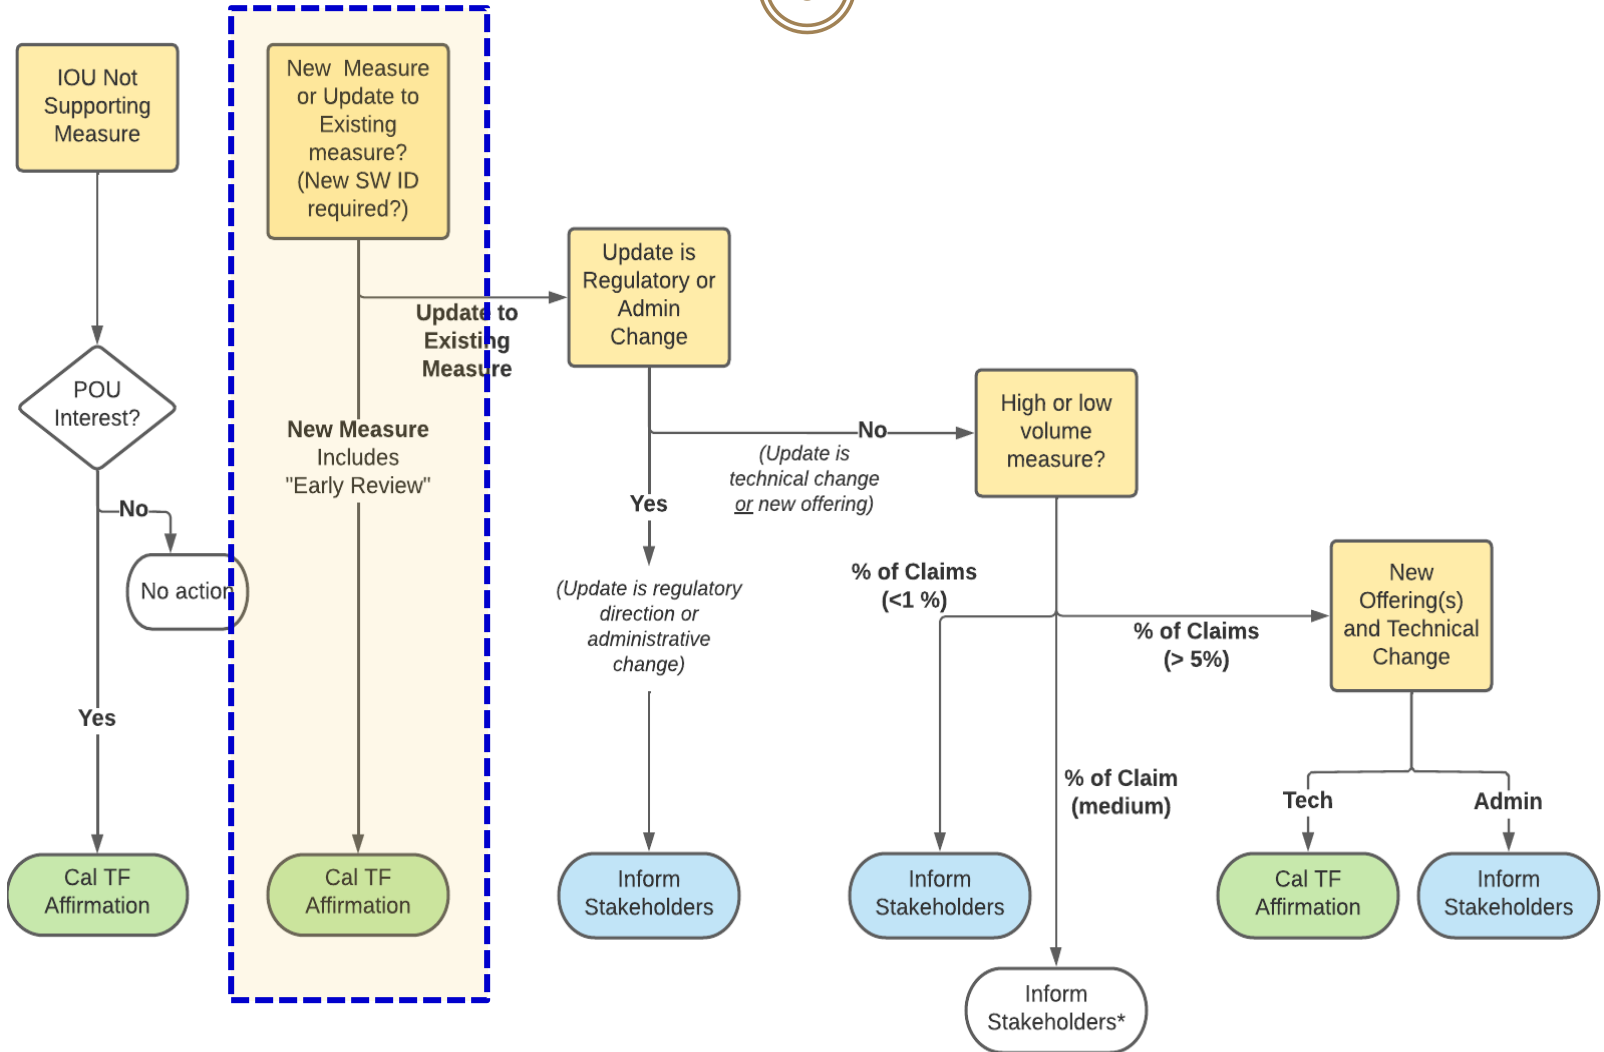 IOU Not
Supporting
Measure
POU
Interest?
No
No action
Yes
Cal TF
Affirmation
New Measure
or Update to
Existing
measure?
(New SW ID
required?)
Update to
Existing
Measure
New Measure
Includes
"Early Review"
Cal TF
Affirmation
Update is
Regulatory or
Admin
Change
No
(Update is
technical change
or new offering)
Yes
(Update is regulatory
direction or
administrative
change)
Inform
Stakeholders
High or low
volume
measure?
% of Claims
(<1 %)
% of Claims
(> 5%)
% of Claim
(medium)
Inform
Stakeholders
Inform
Stakeholders*
New
Offering(s)
and Technical
Change
Tech
Admin
Cal TF
Affirmation
Inform
Stakeholders